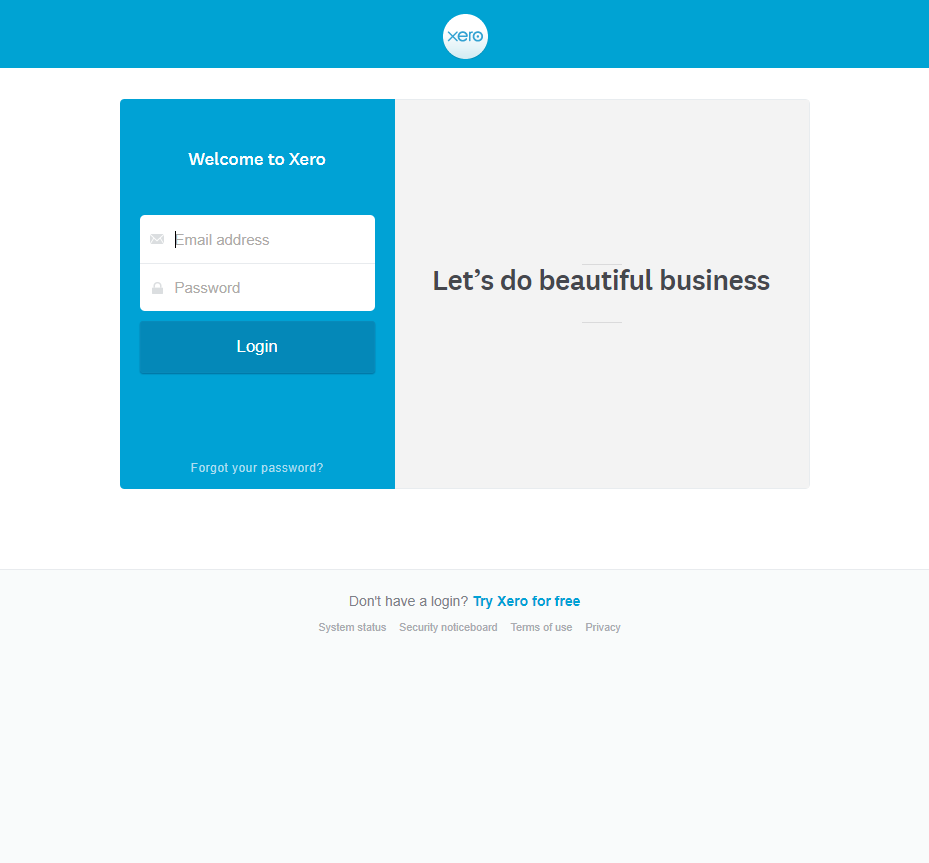 xero
Welcome to Xero
Email address
Password
Login
Forgot your password?
Let’s do beautiful business
Don't have a login? Try Xero for free
System status Security noticeboard Terms of use Privacy